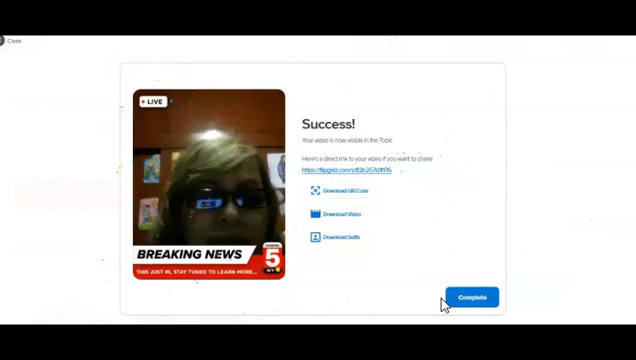 Close
LIVE
Success!
Your video is now visible in the Topic.
Here's a direct link to your video if you want to share!
Download QR Code
Download Video
Download Selfie
BREAKING NEWS
CHANNEL
5
THIS JUST IN, STAY TUNED TO LEARN MORE...
Complete